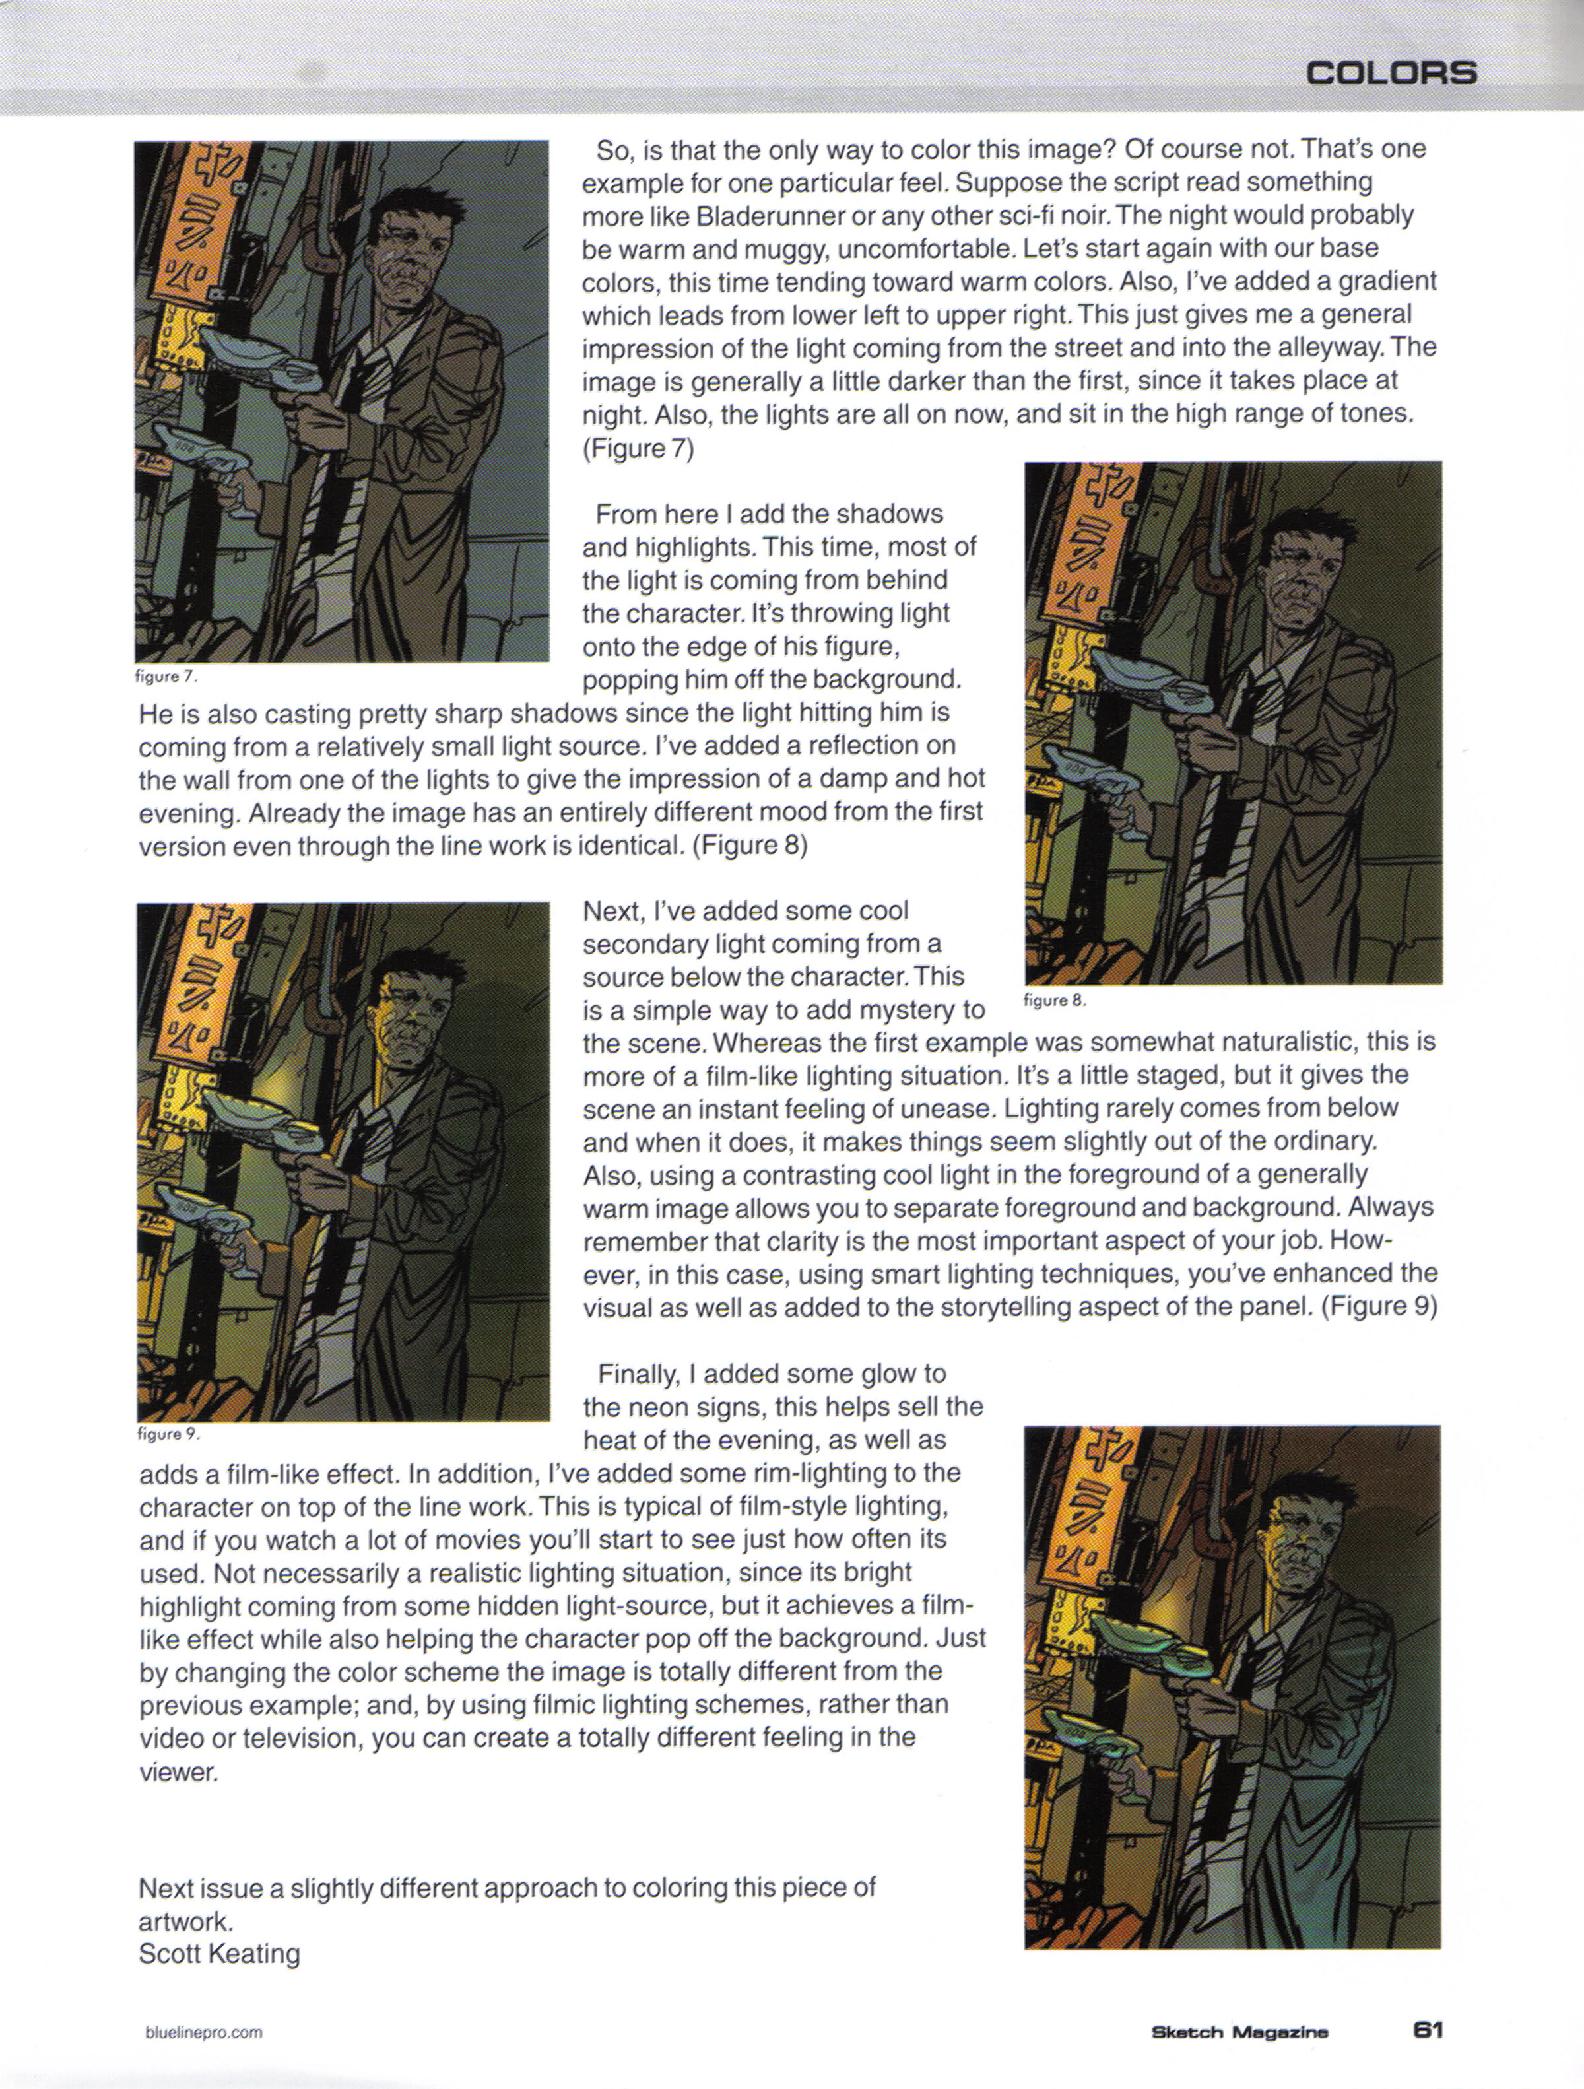 COLORS
So, is that the only way to color this image? Of course not. That's one
example for one particular feel. Suppose the script read something
more like Bladerunner or any other sci-fi noir. The night would probably
be warm and muggy, uncomfortable. Let's start again with our base
colors, this time tending toward warm colors. Also, I've added a gradient
which leads from lower left to upper right. This just gives me a general
impression of the light coming from the street and into the alleyway. The
image is generally a little darker than the first, since it takes place at
night. Also, the lights are all on now, and sit in the high range of tones.
(Figure 7)
figure 7.
From here I add the shadows
and highlights. This time, most of
the light is coming from behind
the character. It's throwing light
onto the edge of his figure,
popping him off the background.
He is also casting pretty sharp shadows since the light hitting him is
coming from a relatively small light source. I've added a reflection on
the wall from one of the lights to give the impression of a damp and hot
evening. Already the image has an entirely different mood from the first
version even through the line work is identical. (Figure 8)
figure 8.
Next, I've added some cool
secondary light coming from a
source below the character. This
is a simple way to add mystery to
the scene. Whereas the first example was somewhat naturalistic, this is
more of a film-like lighting situation. It's a little staged, but it gives the
scene an instant feeling of unease. Lighting rarely comes from below
and when it does, it makes things seem slightly out of the ordinary.
Also, using a contrasting cool light in the foreground of a generally
warm image allows you to separate foreground and background. Always
remember that clarity is the most important aspect of your job. How-
ever, in this case, using smart lighting techniques, you've enhanced the
visual as well as added to the storytelling aspect of the panel. (Figure 9)
figure 9.
Finally, I added some glow to
the neon signs, this helps sell the
heat of the evening, as well as
adds a film-like effect. In addition, I've added some rim-lighting to the
character on top of the line work. This is typical of film-style lighting,
and if you watch a lot of movies you'll start to see just how often its
used. Not necessarily a realistic lighting situation, since its bright
highlight coming from some hidden light-source, but it achieves a film-
like effect while also helping the character pop off the background. Just
by changing the color scheme the image is totally different from the
previous example; and, by using filmic lighting schemes, rather than
video or television, you can create a totally different feeling in the
viewer.
Next issue a slightly different approach to coloring this piece of
artwork.
Scott Keating
bluelinepro.com
Sketch Magazine
61